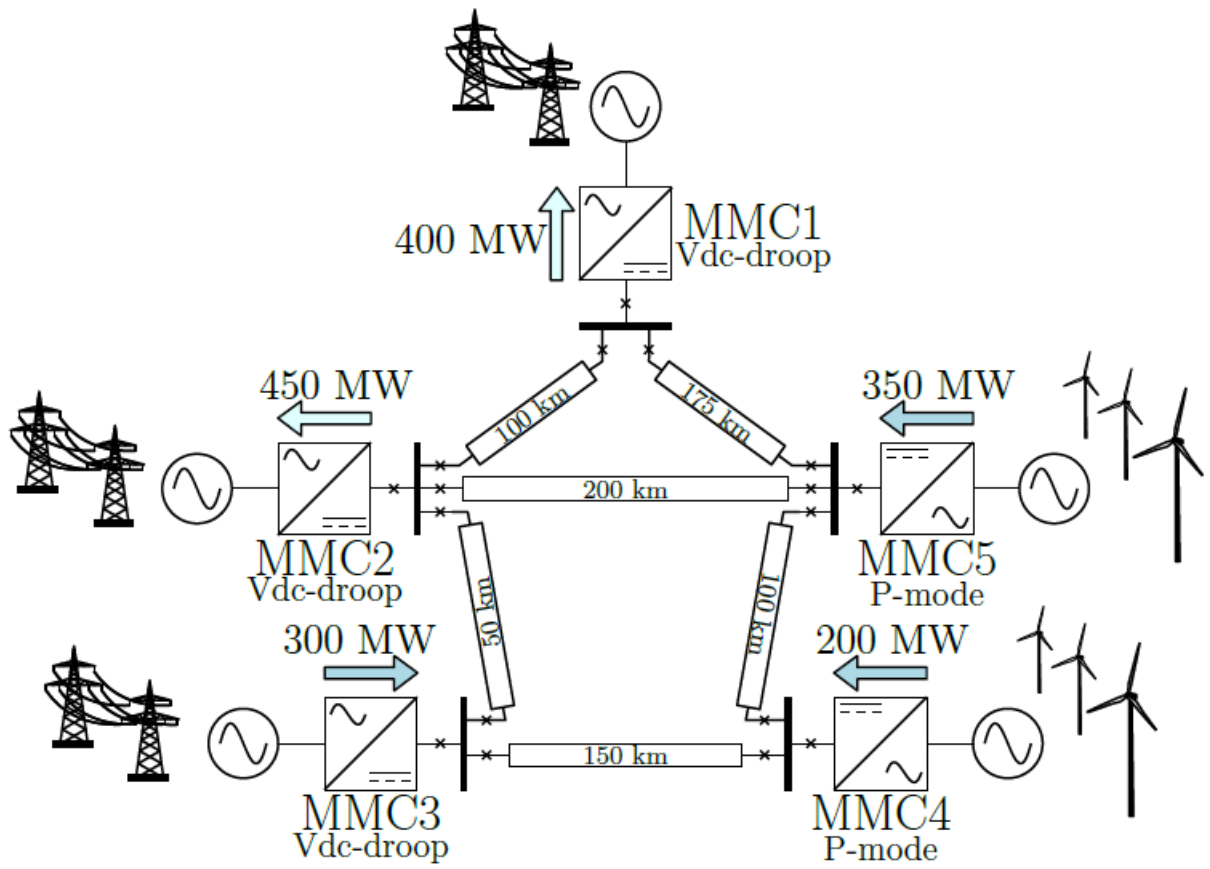 400 MW
MMC1
Vdc-droop
450 MW
100 km
175 km
350 MW
200 km
MMC2
Vdc-droop
MMC5
P-mode
50 km
100 km
300 MW
200 MW
150 km
MMC3
Vdc-droop
MMC4
P-mode